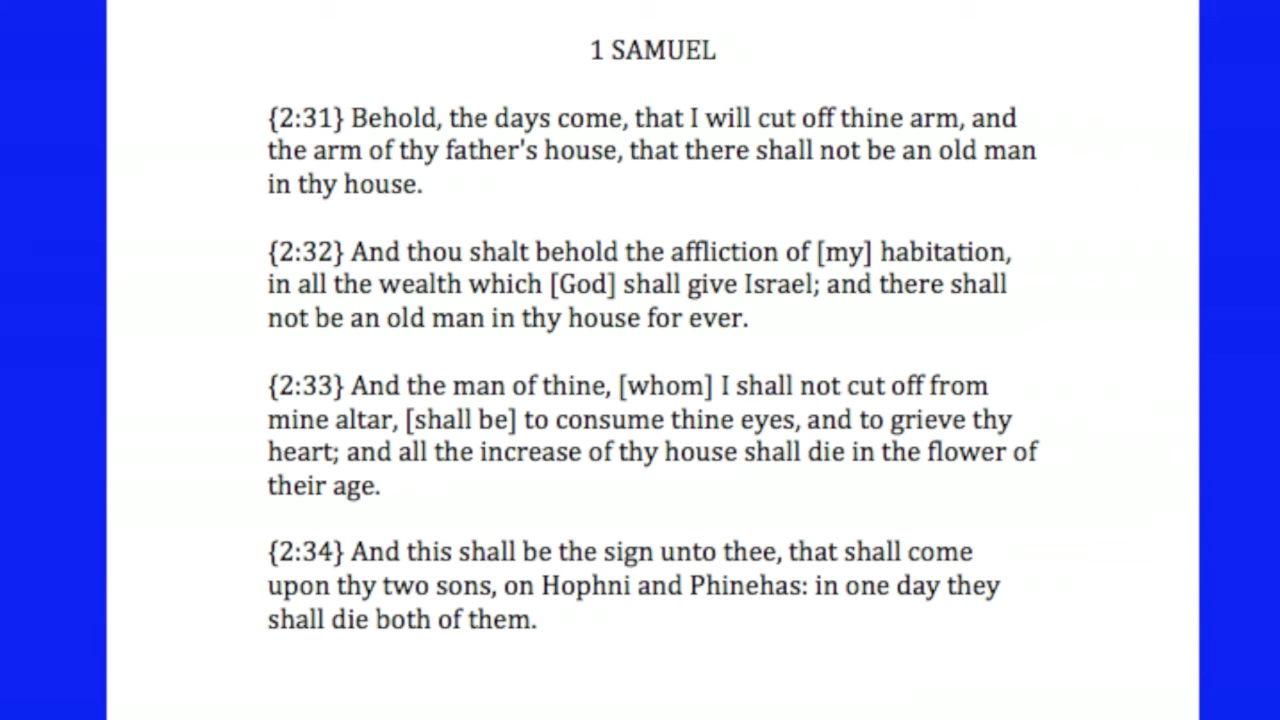 1 SAMUEL
{2:31} Behold, the days come, that I will cut off thine arm, and
the arm of thy father's house, that there shall not be an old man
in thy house.
{2:32} And thou shalt behold the affliction of [my] habitation,
in all the wealth which [God] shall give Israel; and there shall
not be an old man in thy house for ever.
{2:33} And the man of thine, [whom] I shall not cut off from
mine altar, [shall be] to consume thine eyes, and to grieve thy
heart; and all the increase of thy house shall die in the flower of
their age.
{2:34} And this shall be the sign unto thee, that shall come
upon thy two sons, on Hophni and Phinehas: in one day they
shall die both of them.